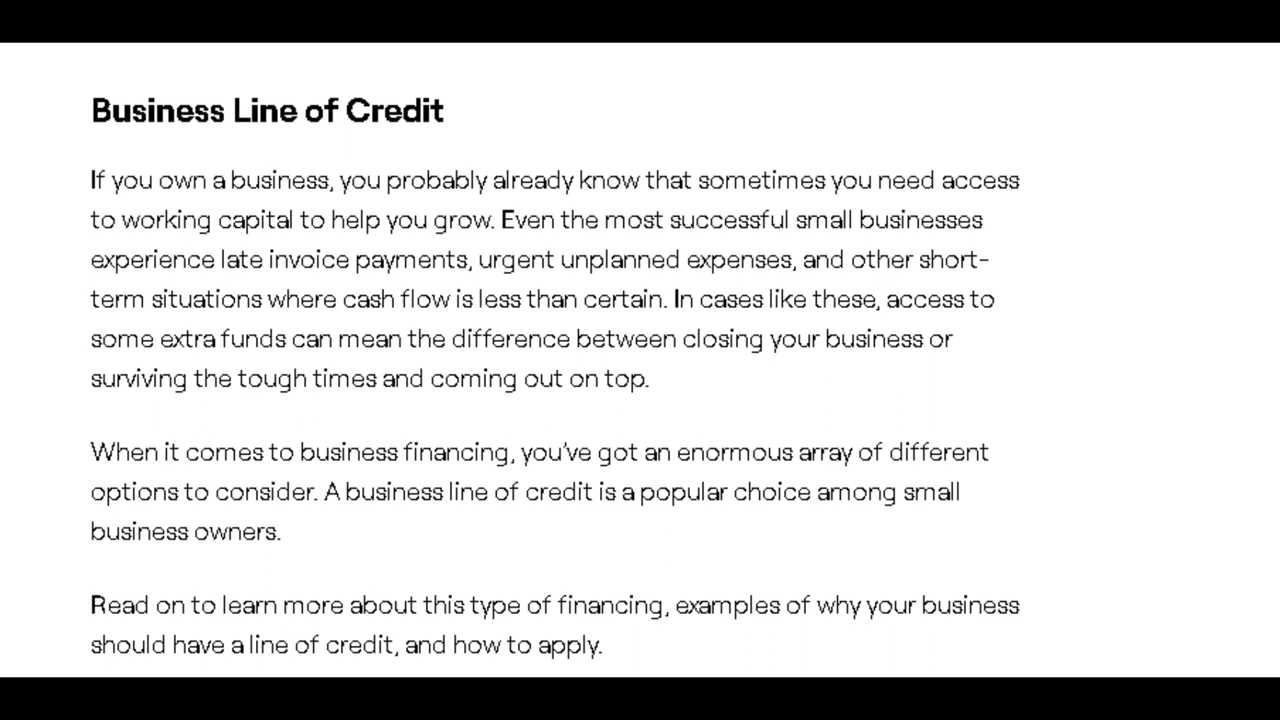 Business Line of Credit
If you own a business, you probably already know that sometimes you need access
to working capital to help you grow. Even the most successful small businesses
experience late invoice payments, urgent unplanned expenses, and other short-
term situations where cash flow is less than certain. In cases like these, access to
some extra funds can mean the difference between closing your business or
surviving the tough times and coming out on top.
When it comes to business financing, you’ve got an enormous array of different
options to consider. A business line of credit is a popular choice among small
business owners.
Read on to learn more about this type of financing, examples of why your business
should have a line of credit, and how to apply.